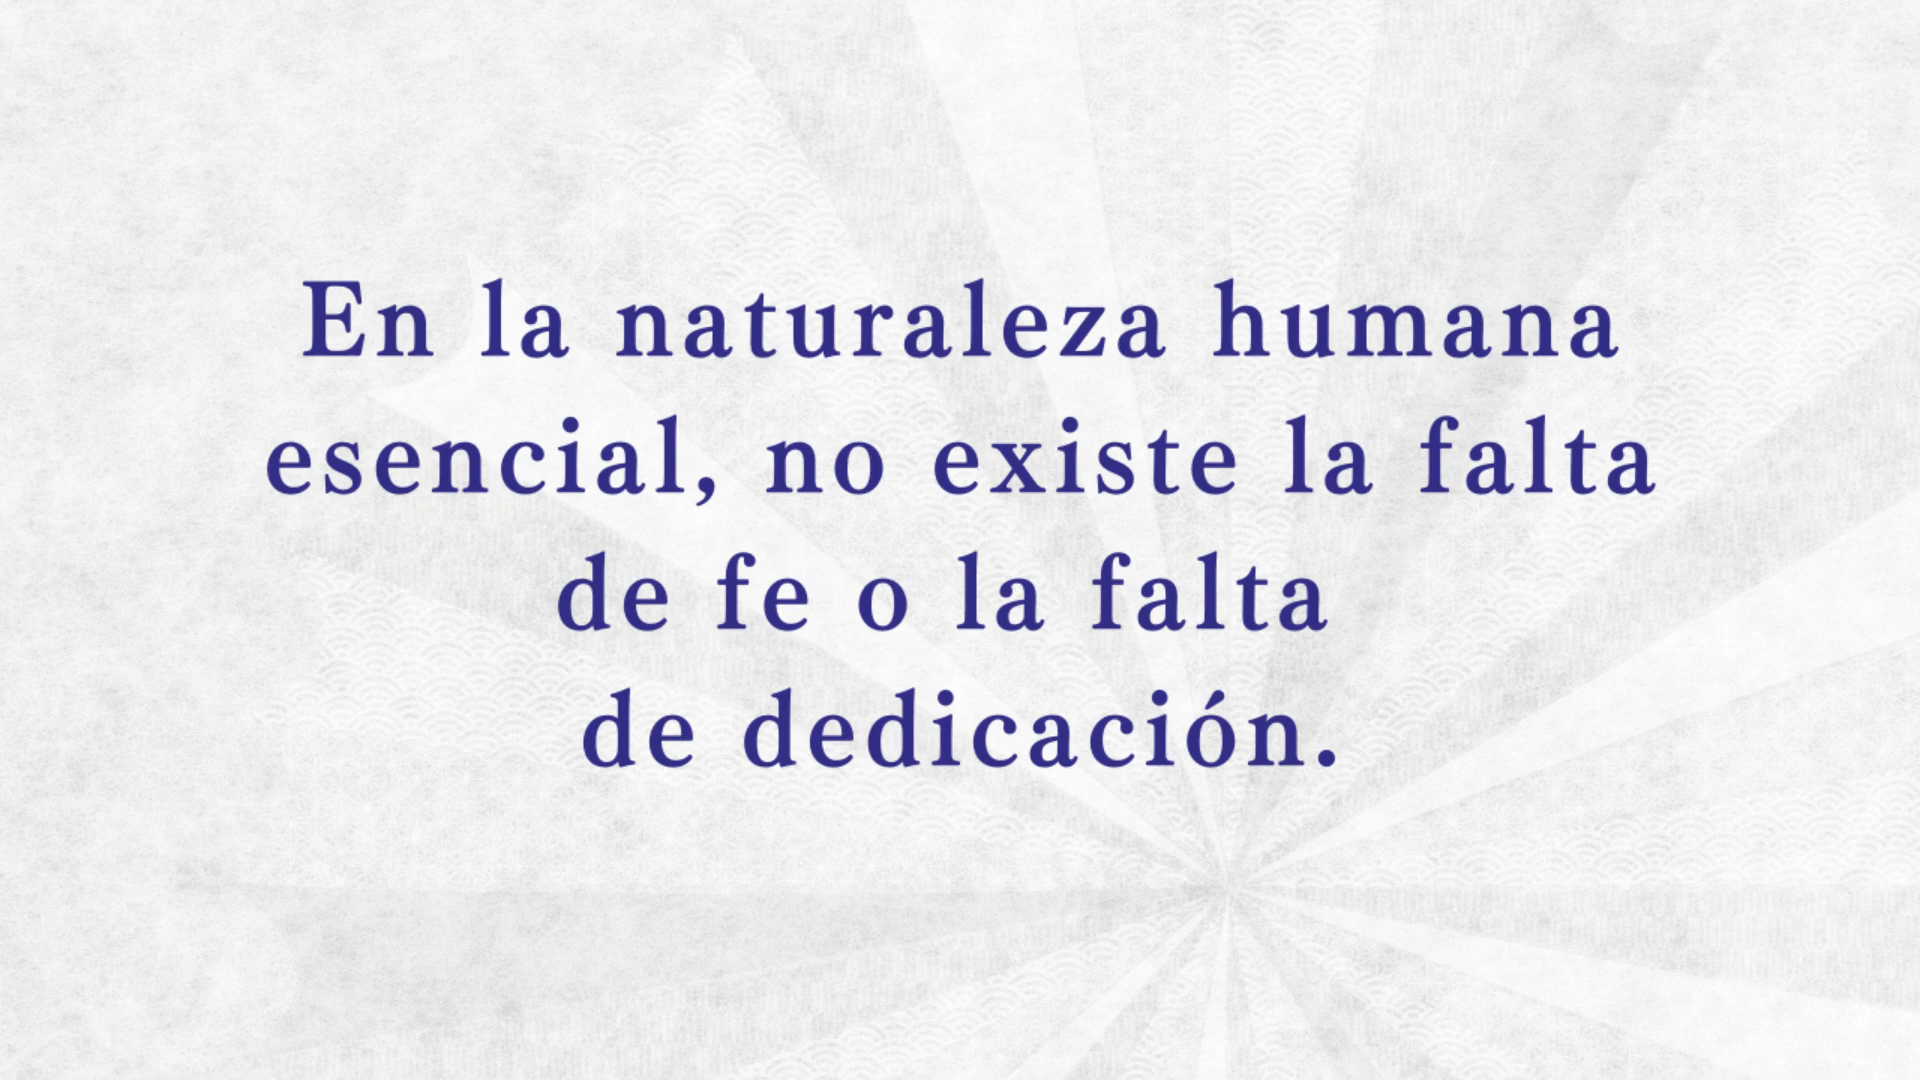 En la naturaleza humana
esencial, no existe la falta
de fe o la falta
de dedicación.